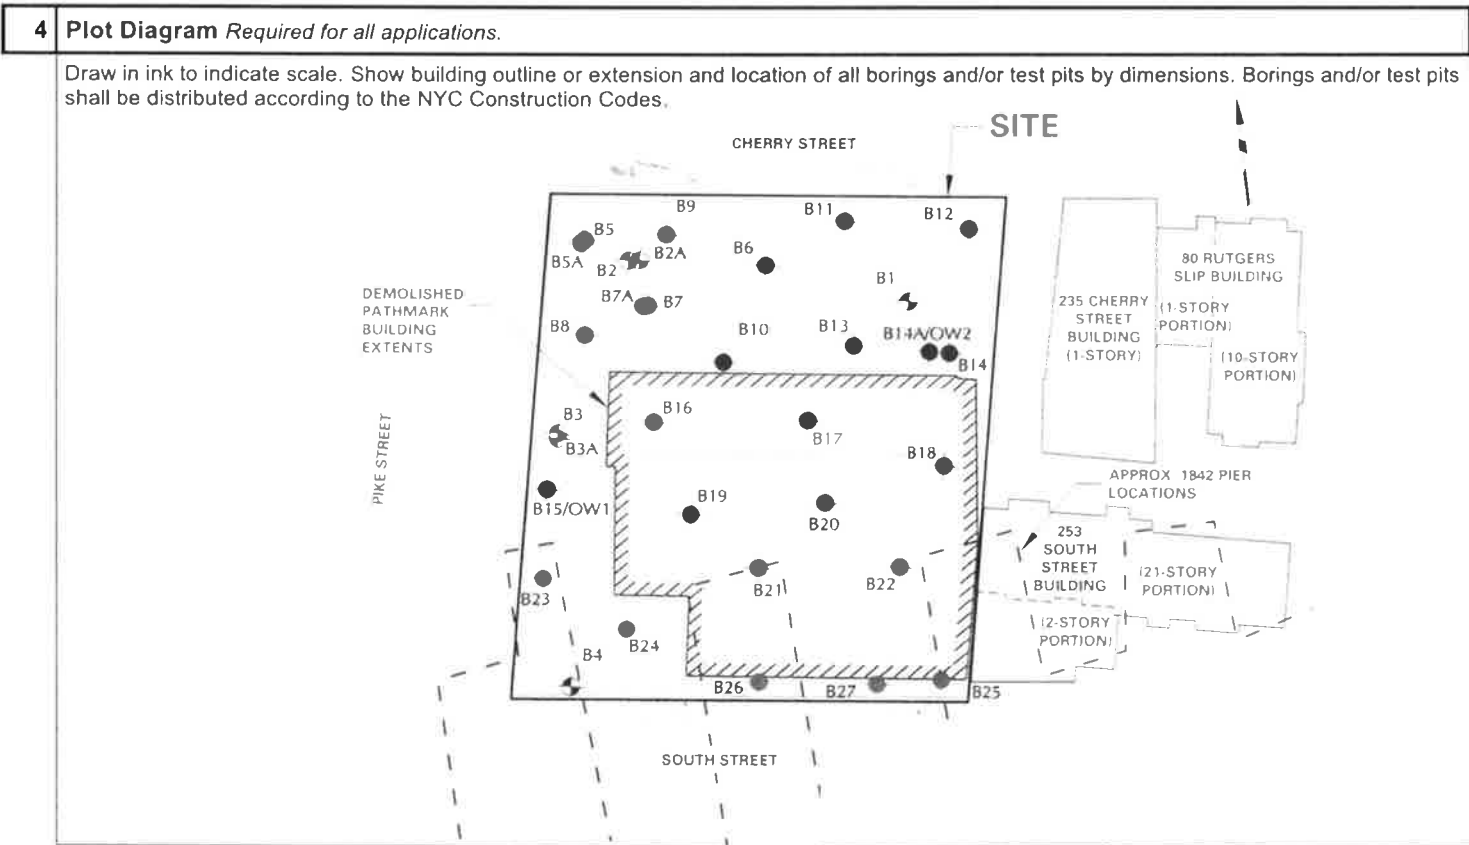 4 Plot Diagram Required for all applications.
Draw in ink to indicate scale. Show building outline or extension and location of all borings and/or test pits by dimensions. Borings and/or test pits
shall be distributed according to the NYC Construction Codes.
SITE
CHERRY STREET
B9
B11
B12
B5
B2A
B6
B5A
B2
B1
80 RUTGERS
SLIP BUILDING
DEMOLISHED
PATHMARK
BUILDING
EXTENTS
B7A
B7
235 CHERRY
STREET
BUILDING
(1-STORY)
(1-STORY
PORTION)
B8
B10
B13
B14A/OW2
B14
(10-STORY
PORTION)
PIKE STREET
B3
B3A
B16
B17
B18
APPROX 1842 PIER
LOCATIONS
B15/OW1
B19
B20
253
SOUTH
STREET
BUILDING
(21-STORY
PORTION)
B23
B21
B22
(2-STORY
PORTION)
B24
B4
B26
B27
B25
SOUTH STREET